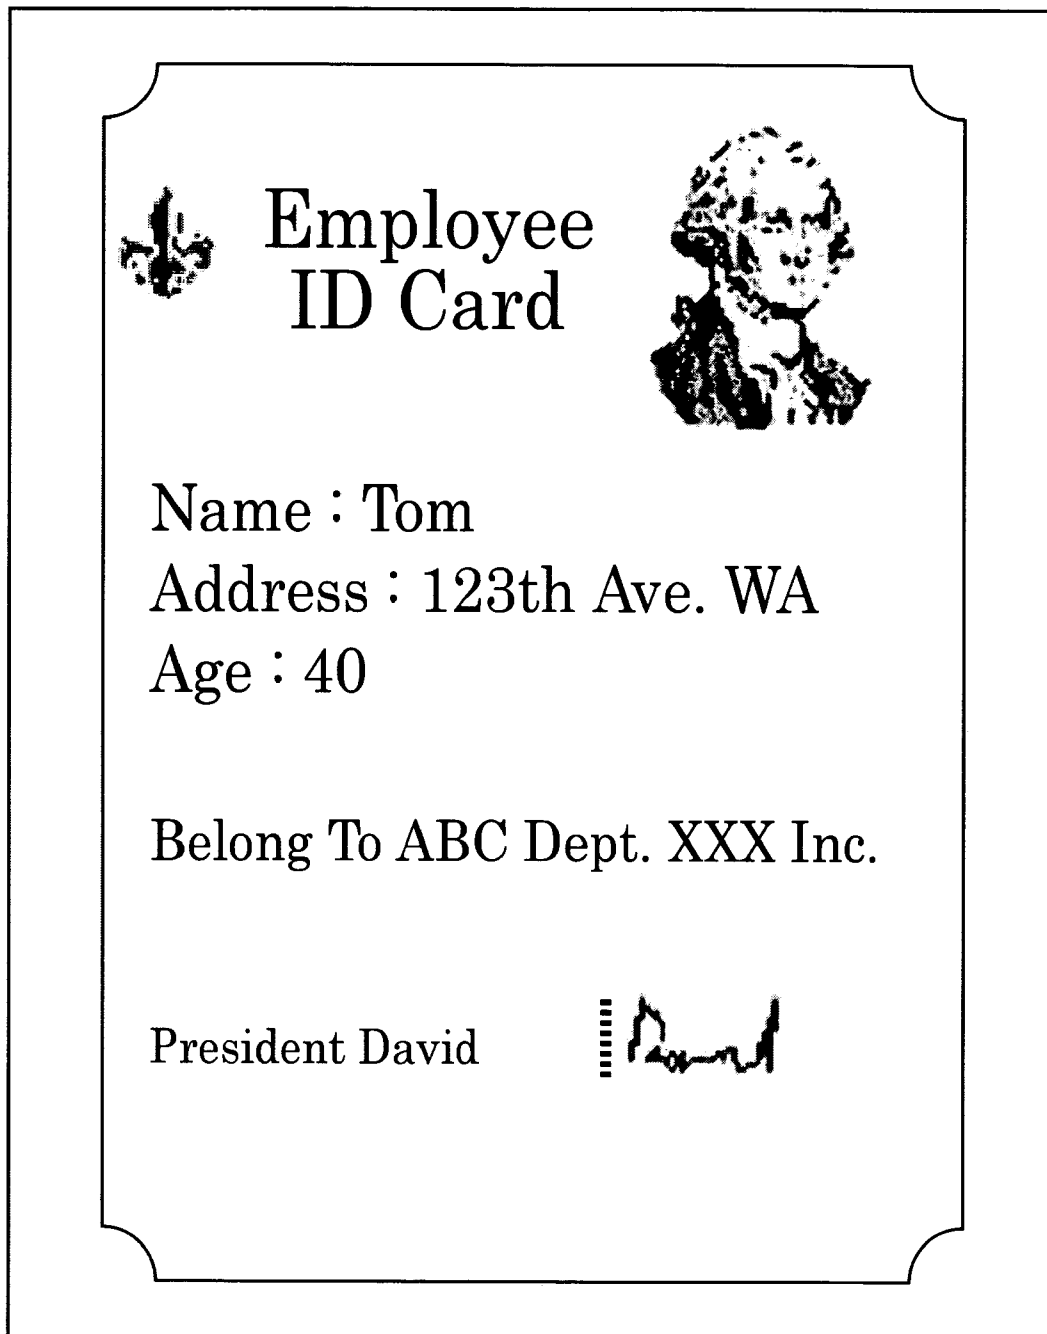 Employee
ID Card
Name : Tom
Address : 123th Ave. WA
Age : 40
Belong To ABC Dept. XXX Inc.
President David